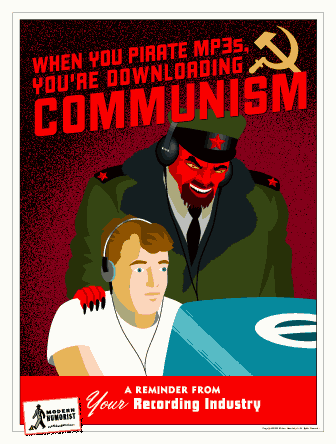 WHEN YOU PIRATE MP3s,
YOU'RE DOWNLOADING
COMMUNISM
A REMINDER FROM
Your Recording Industry
MODERN
HUMORIST